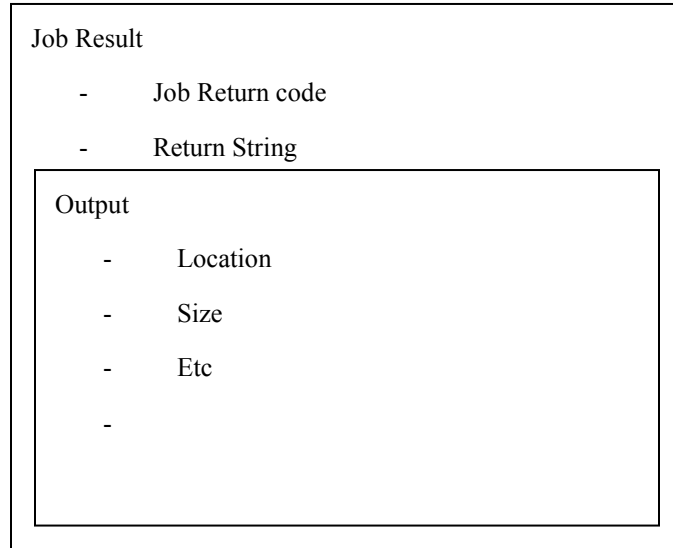 Job Result
- Job Return code
- Return String
Output
- Location
- Size
- Etc
-